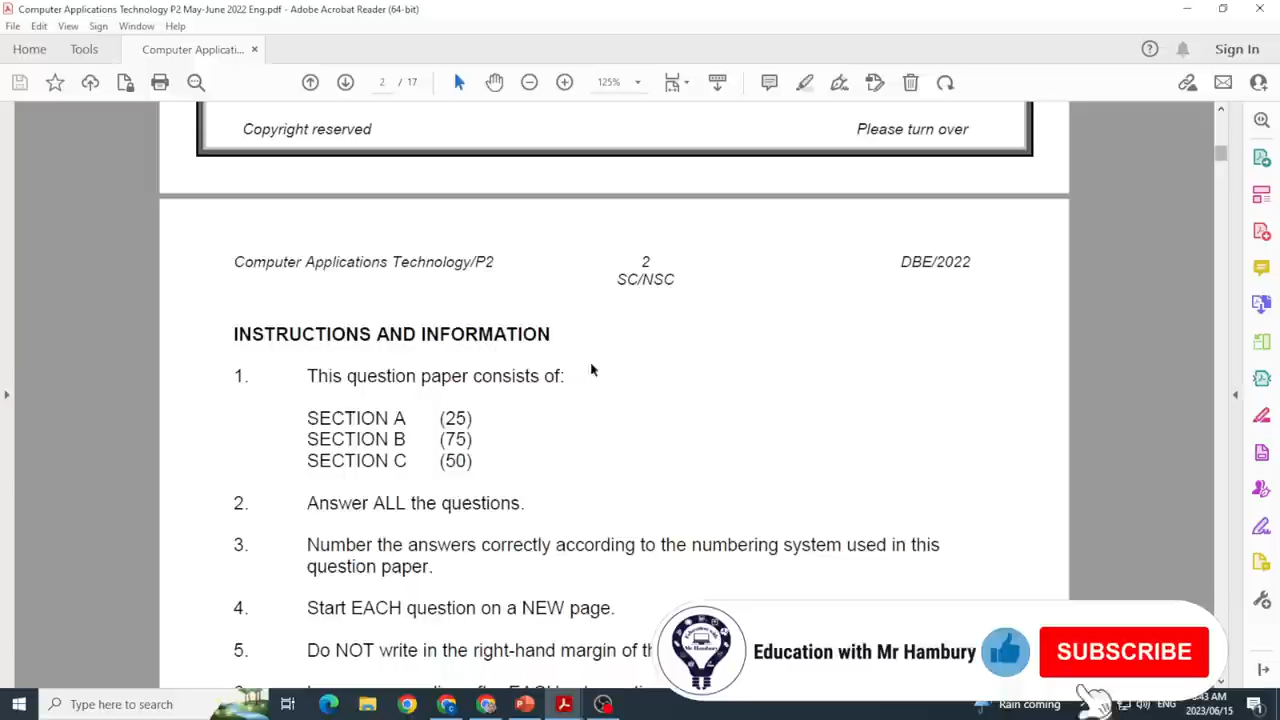 Computer Applications Technology P2 May-June 2022 Eng.pdf - Adobe Acrobat Reader (64-bit)
File Edit View Sign Window Help
Home Tools Computer Applicati... Sign In
2 / 17 125%
Copyright reserved Please turn over
Computer Applications Technology/P2 2 DBE/2022
SC/NSC
INSTRUCTIONS AND INFORMATION
1. This question paper consists of:
SECTION A (25)
SECTION B (75)
SECTION C (50)
2. Answer ALL the questions.
3. Number the answers correctly according to the numbering system used in this
question paper.
4. Start EACH question on a NEW page.
5. Do NOT write in the right-hand margin of
Education with Mr Hambury SUBSCRIBE
Education with
Mr Hambury
Type here to search Rain coming ENG
2023/06/15